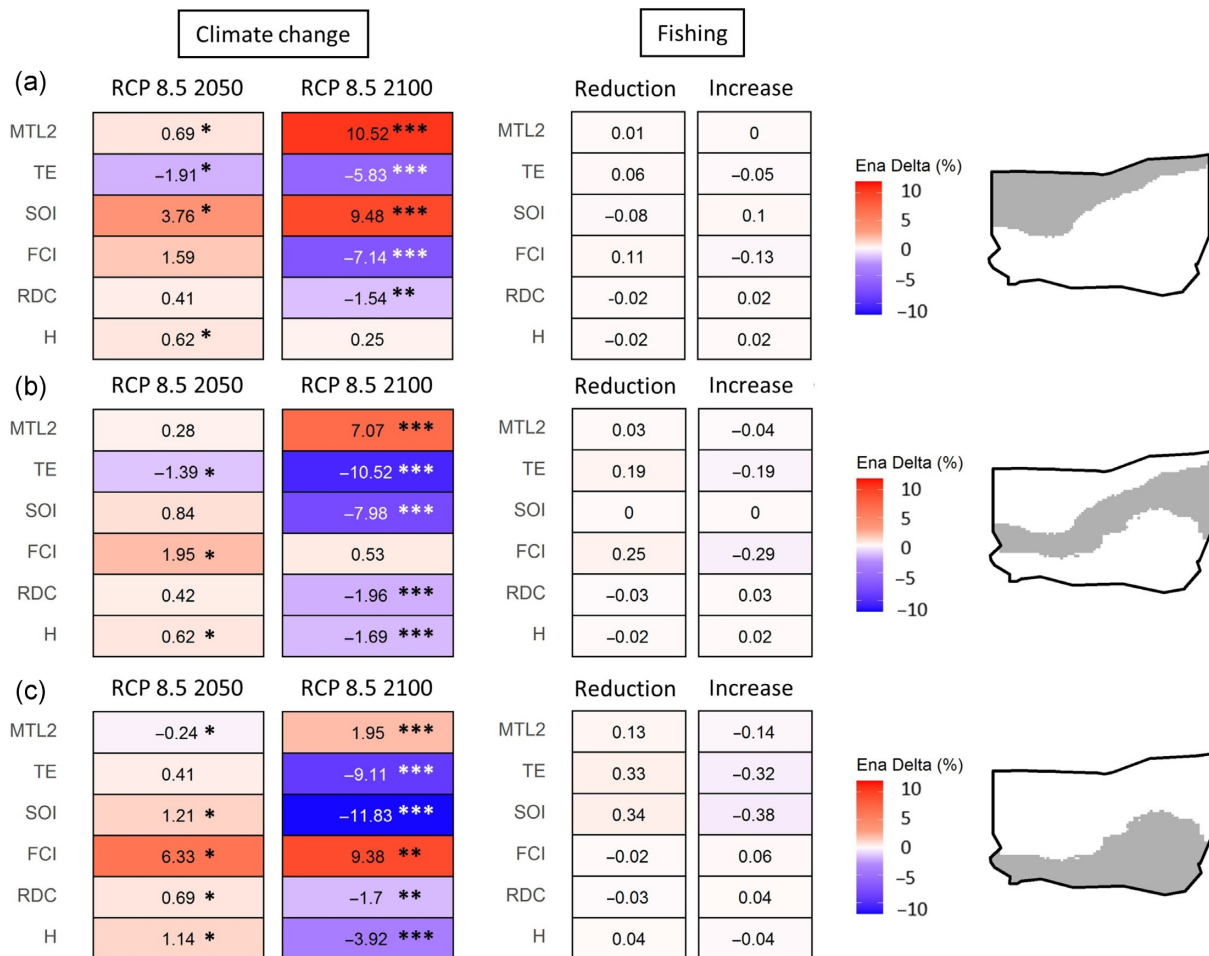 Climate change Fishing
(a)
RCP 8.5 2050 RCP 8.5 2100 Reduction Increase
MTL2 0.69 * 10.52 *** MTL2 0.01 0
TE −1.91 * −5.83 *** TE 0.06 −0.05
SOI 3.76 * 9.48 *** SOI −0.08 0.1
FCI 1.59 −7.14 *** FCI 0.11 −0.13
RDC 0.41 −1.54 ** RDC −0.02 0.02
H 0.62 * 0.25 H −0.02 0.02
Ena Delta (%)
10
5
0
−5
−10
(b)
RCP 8.5 2050 RCP 8.5 2100 Reduction Increase
MTL2 0.28 7.07 *** MTL2 0.03 −0.04
TE −1.39 * −10.52 *** TE 0.19 −0.19
SOI 0.84 −7.98 *** SOI 0 0
FCI 1.95 * 0.53 FCI 0.25 −0.29
RDC 0.42 −1.96 *** RDC −0.03 0.03
H 0.62 * −1.69 *** H −0.02 0.02
Ena Delta (%)
10
5
0
−5
−10
(c)
RCP 8.5 2050 RCP 8.5 2100 Reduction Increase
MTL2 −0.24 * 1.95 *** MTL2 0.13 −0.14
TE 0.41 −9.11 *** TE 0.33 −0.32
SOI 1.21 * −11.83 *** SOI 0.34 −0.38
FCI 6.33 * 9.38 ** FCI −0.02 0.06
RDC 0.69 * −1.7 ** RDC −0.03 0.04
H 1.14 * −3.92 *** H 0.04 −0.04
Ena Delta (%)
10
5
0
−5
−10